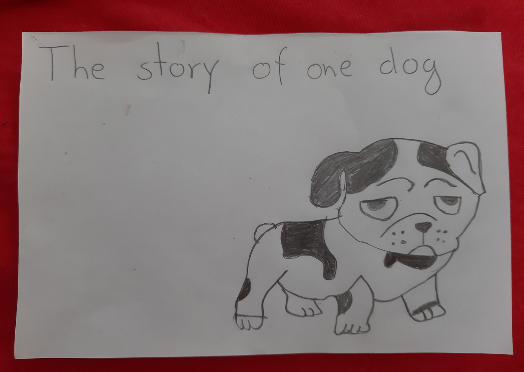 The story of one dog